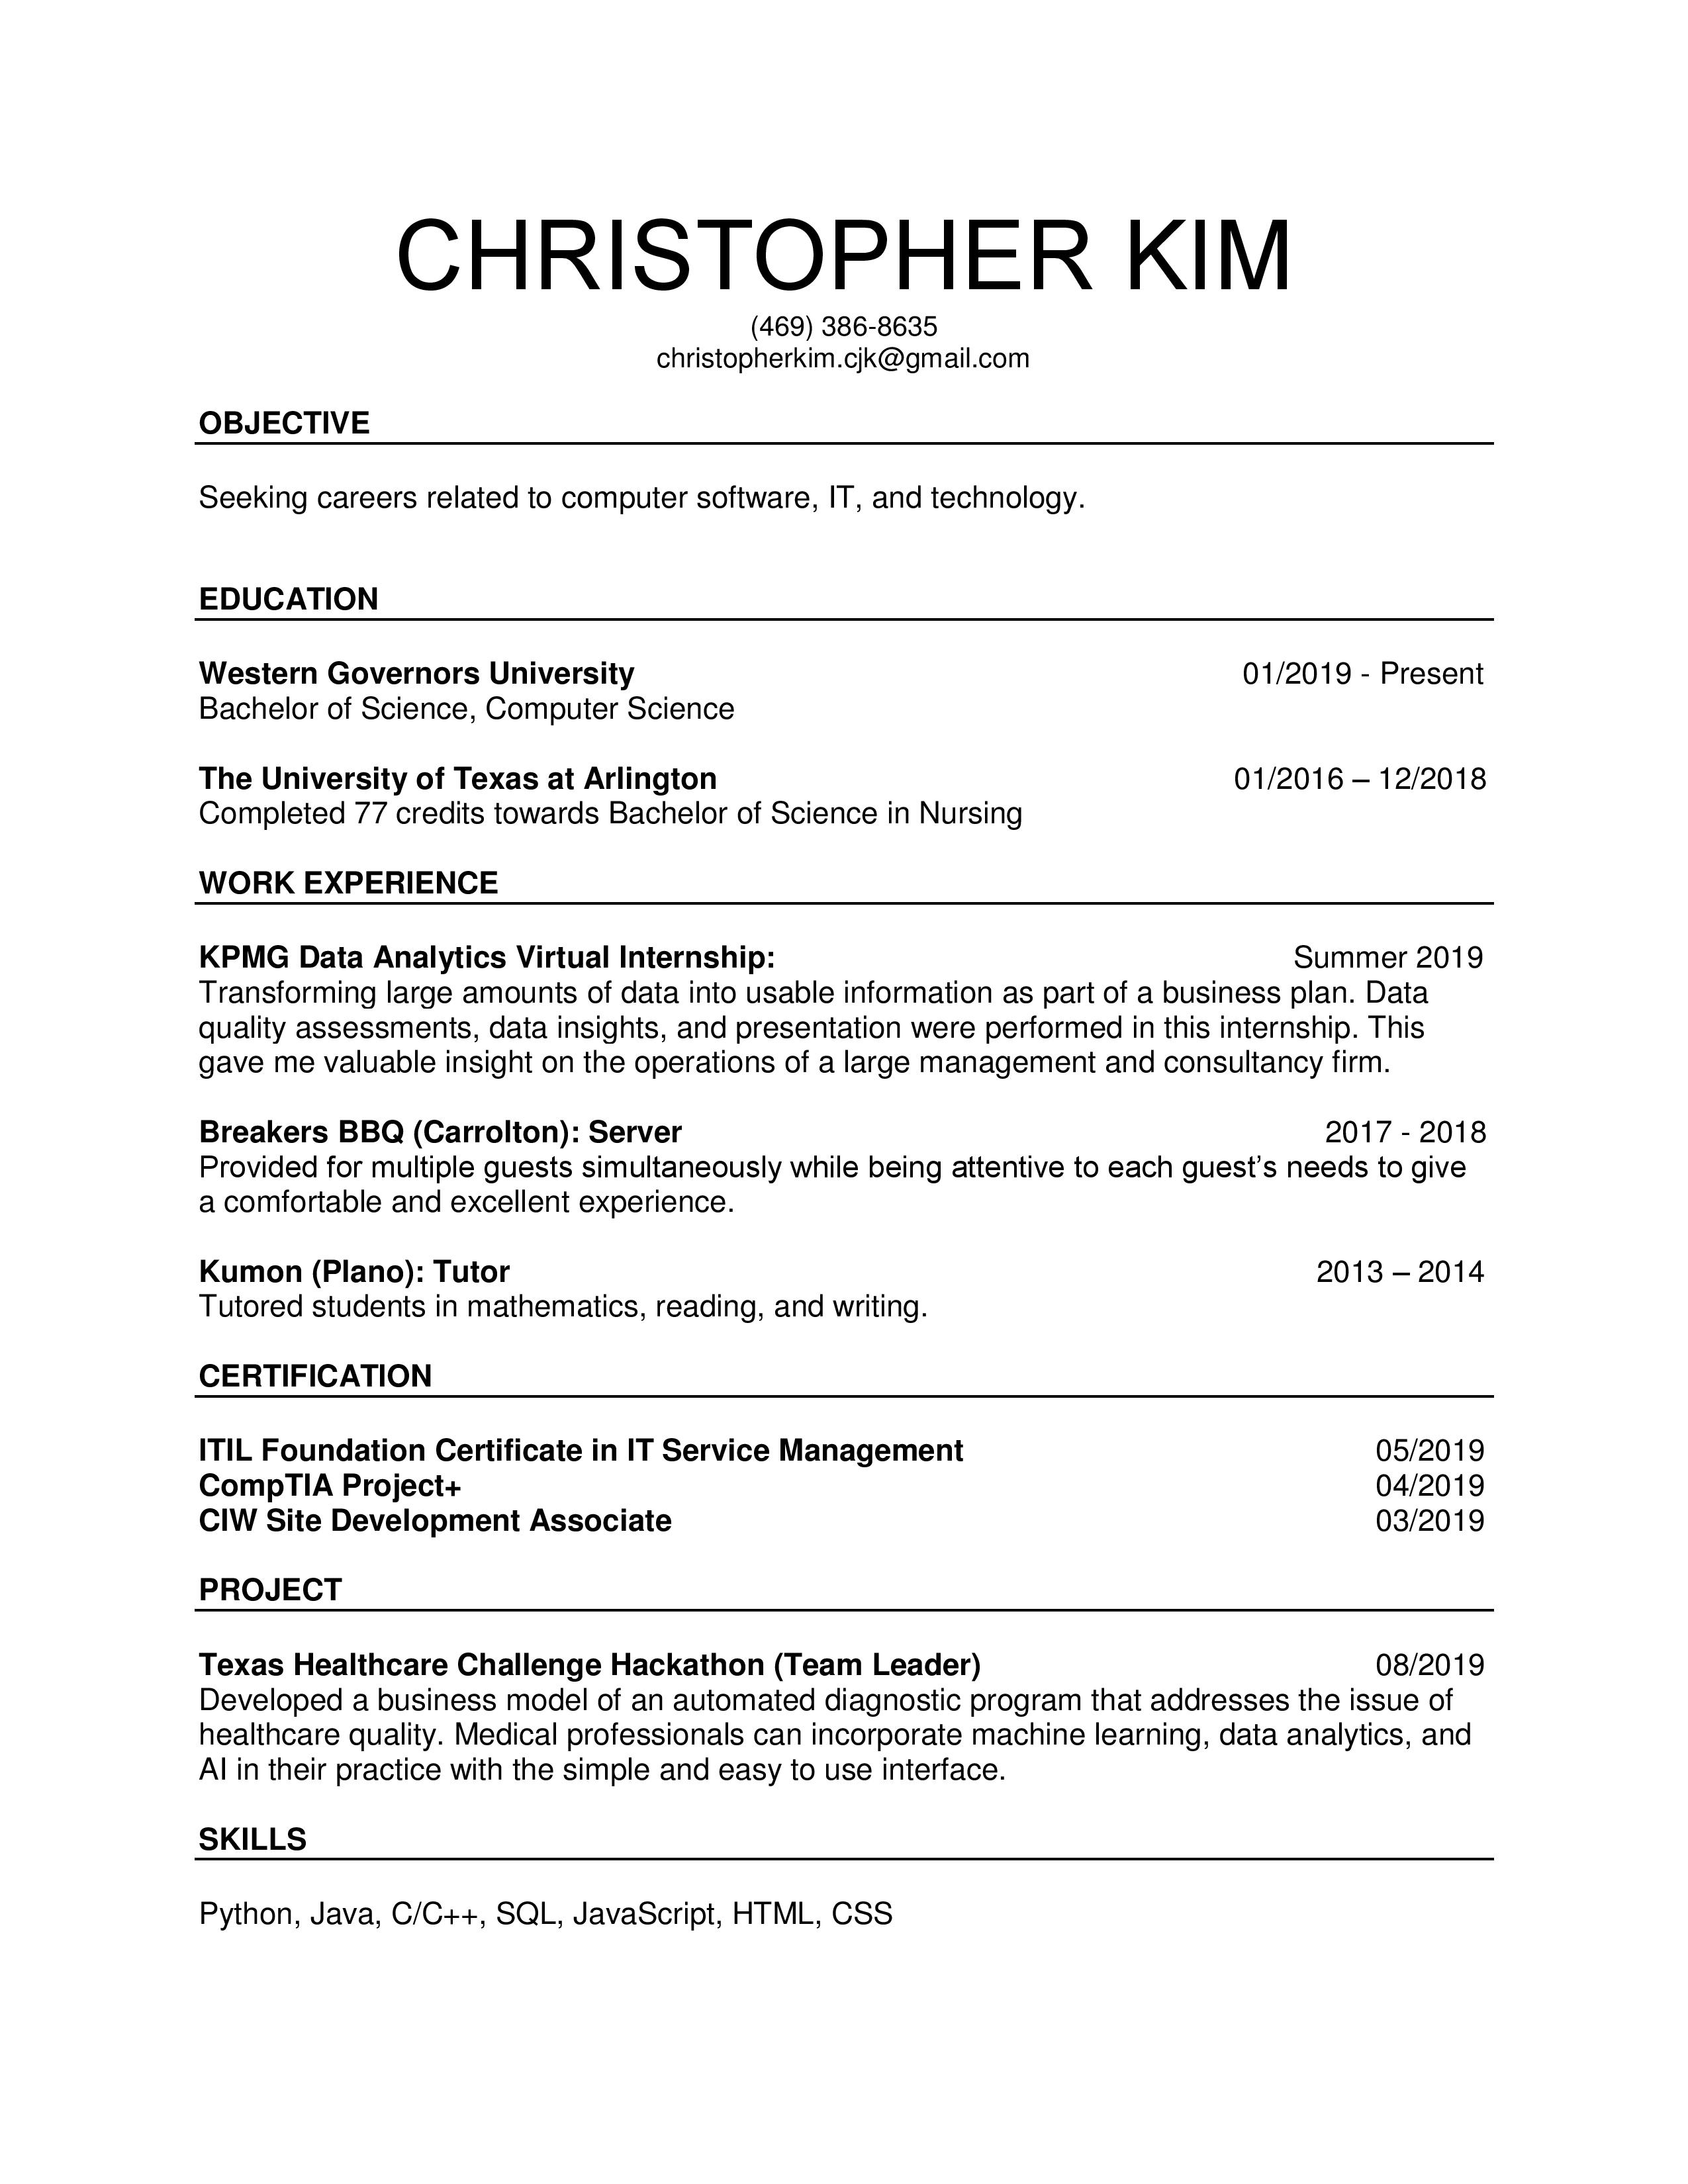 CHRISTOPHER KIM
(469) 386-8635
christopherkim.cjk@gmail.com
OBJECTIVE
Seeking careers related to computer software, IT, and technology.
EDUCATION
Western Governors University 01/2019 - Present
Bachelor of Science, Computer Science
The University of Texas at Arlington 01/2016 – 12/2018
Completed 77 credits towards Bachelor of Science in Nursing
WORK EXPERIENCE
KPMG Data Analytics Virtual Internship: Summer 2019
Transforming large amounts of data into usable information as part of a business plan. Data
quality assessments, data insights, and presentation were performed in this internship. This
gave me valuable insight on the operations of a large management and consultancy firm.
Breakers BBQ (Carrolton): Server 2017 - 2018
Provided for multiple guests simultaneously while being attentive to each guest’s needs to give
a comfortable and excellent experience.
Kumon (Plano): Tutor 2013 – 2014
Tutored students in mathematics, reading, and writing.
CERTIFICATION
ITIL Foundation Certificate in IT Service Management 05/2019
CompTIA Project+ 04/2019
CIW Site Development Associate 03/2019
PROJECT
Texas Healthcare Challenge Hackathon (Team Leader) 08/2019
Developed a business model of an automated diagnostic program that addresses the issue of
healthcare quality. Medical professionals can incorporate machine learning, data analytics, and
AI in their practice with the simple and easy to use interface.
SKILLS
Python, Java, C/C++, SQL, JavaScript, HTML, CSS